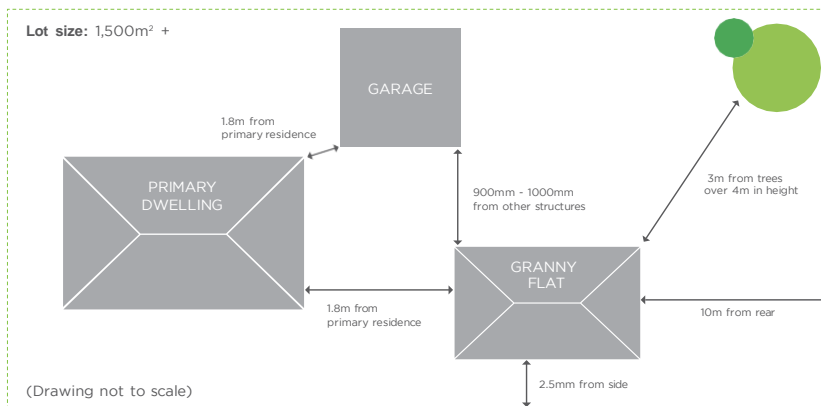 Lot size: 1,500m² +
GARAGE
1.8m from
primary residence
PRIMARY
DWELLING
900mm - 1000mm
from other structures
3m from trees
over 4m in height
GRANNY
FLAT
1.8m from
primary residence
10m from rear
2.5mm from side
(Drawing not to scale)